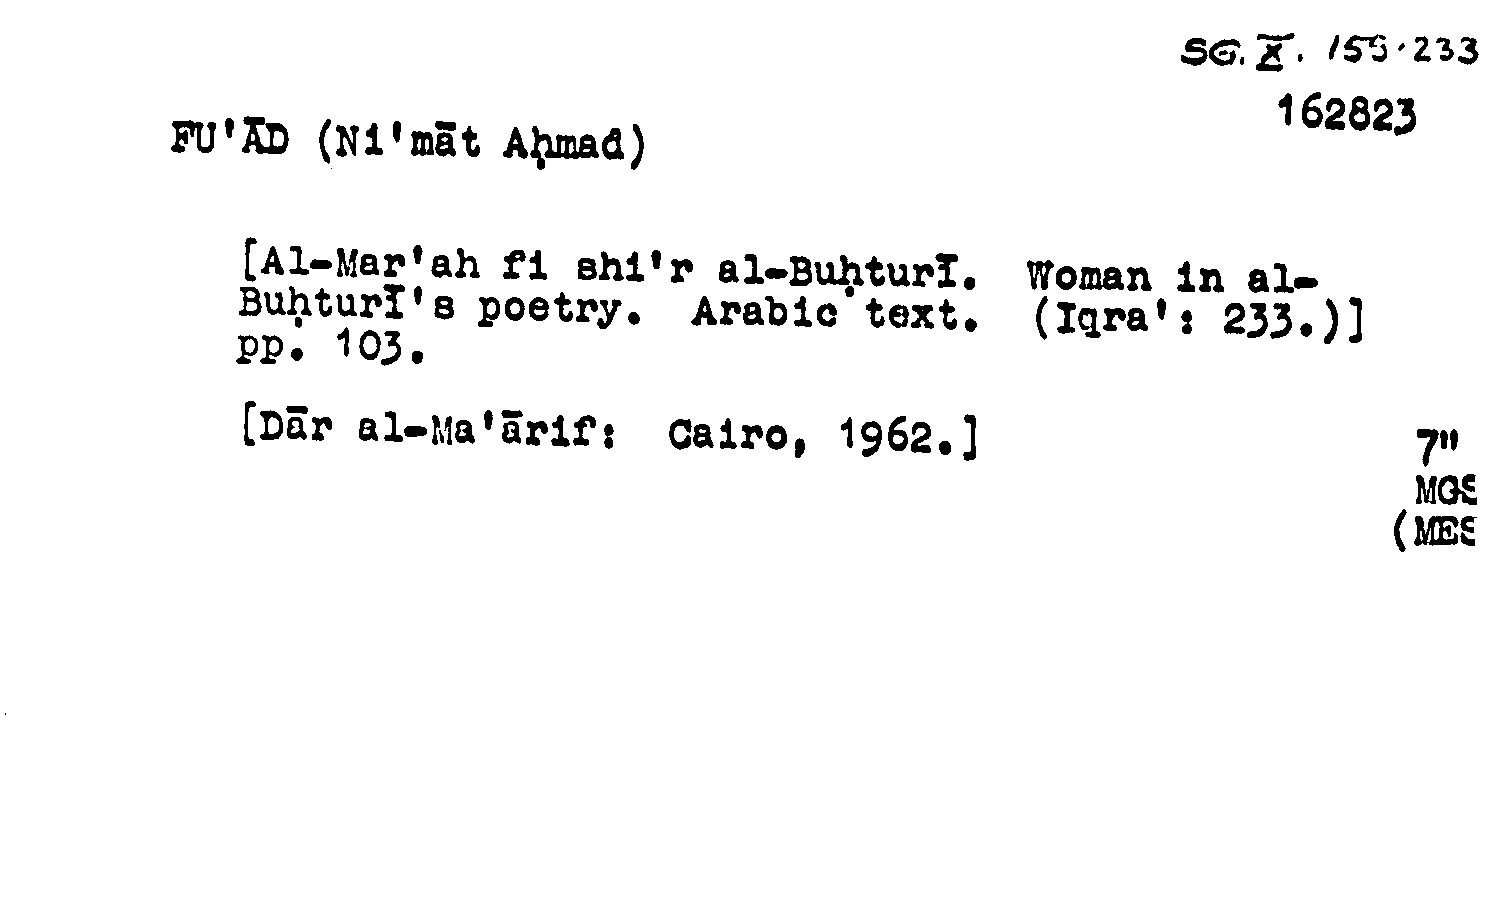 SG. X. 155.233
162823
FU'ĀD (Ni'māt Aḥmad)
[Al-Mar'ah fi shi'r al-Buḥturī. Woman in al-
Buḥturī's poetry. Arabic text. (Iqra': 233.)]
pp. 103.
[Dār al-Ma'ārif: Cairo, 1962.]
7"
MGS
(MES